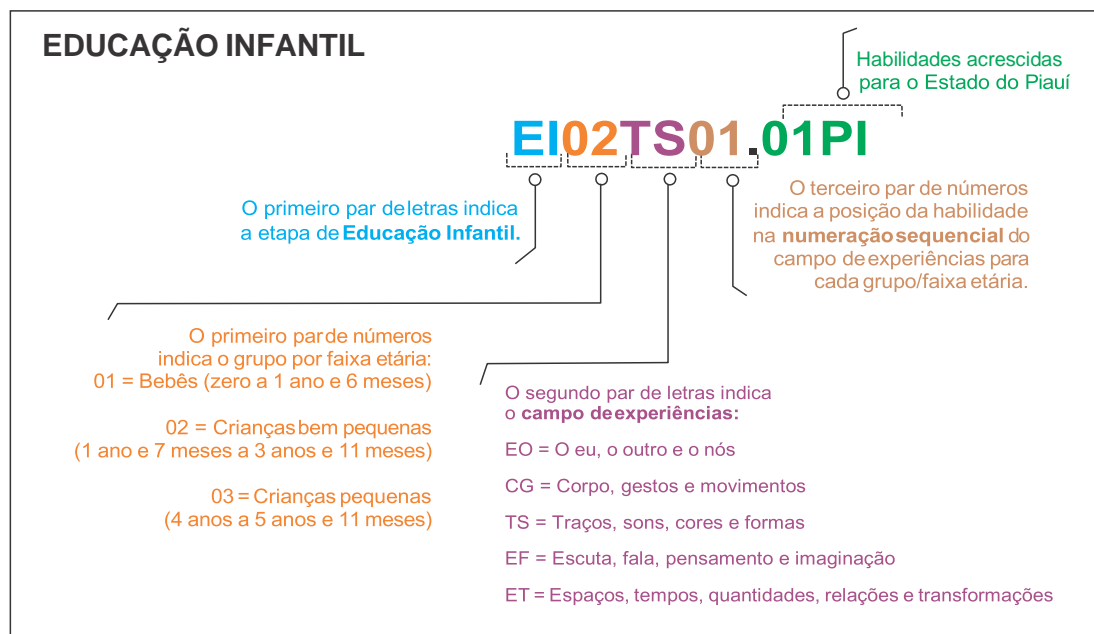 EDUCAÇÃO INFANTIL
Habilidades acrescidas
para o Estado do Piauí
EI02TS01.01PI
O primeiro par de letras indica
a etapa de Educação Infantil.
O terceiro par de números
indica a posição da habilidade
na numeração sequencial do
campo de experiências para
cada grupo/faixa etária.
O primeiro par de números
indica o grupo por faixa etária:
01 = Bebês (zero a 1 ano e 6 meses)
02 = Crianças bem pequenas
(1 ano e 7 meses a 3 anos e 11 meses)
03 = Crianças pequenas
(4 anos a 5 anos e 11 meses)
O segundo par de letras indica
o campo de experiências:
EO = O eu, o outro e o nós
CG = Corpo, gestos e movimentos
TS = Traços, sons, cores e formas
EF = Escuta, fala, pensamento e imaginação
ET = Espaços, tempos, quantidades, relações e transformações